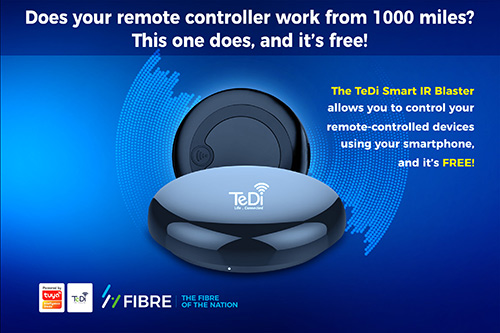 Does your remote controller work from 1000 miles?
This one does, and it's free!
The TeDi Smart IR Blaster
allows you to control your
remote-controlled devices
using your smartphone,
and it's FREE!
TeDi
Life . Connected
Powered by
tuya
TeDi
FIBRE
THE FIBRE
OF THE NATION